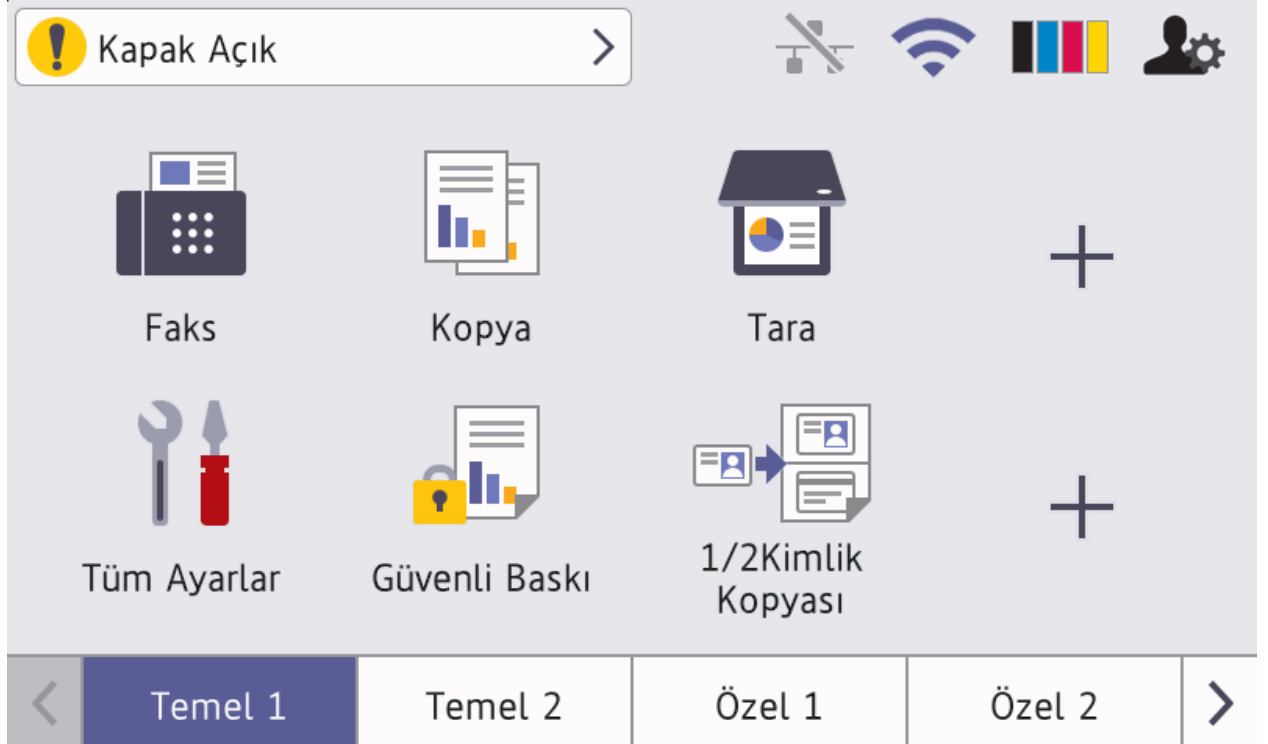 Kapak Açık
Faks
Kopya
Tara
Tüm Ayarlar
Güvenli Baskı
1/2Kimlik
Kopyası
Temel 1
Temel 2
Özel 1
Özel 2